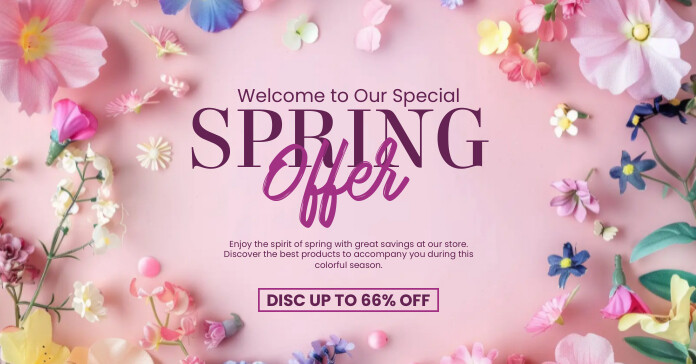 Welcome to Our Special
SPRING
Offer
Enjoy the spirit of spring with great savings at our store.
Discover the best products to accompany you during this
colorful season.
DISC UP TO 66% OFF